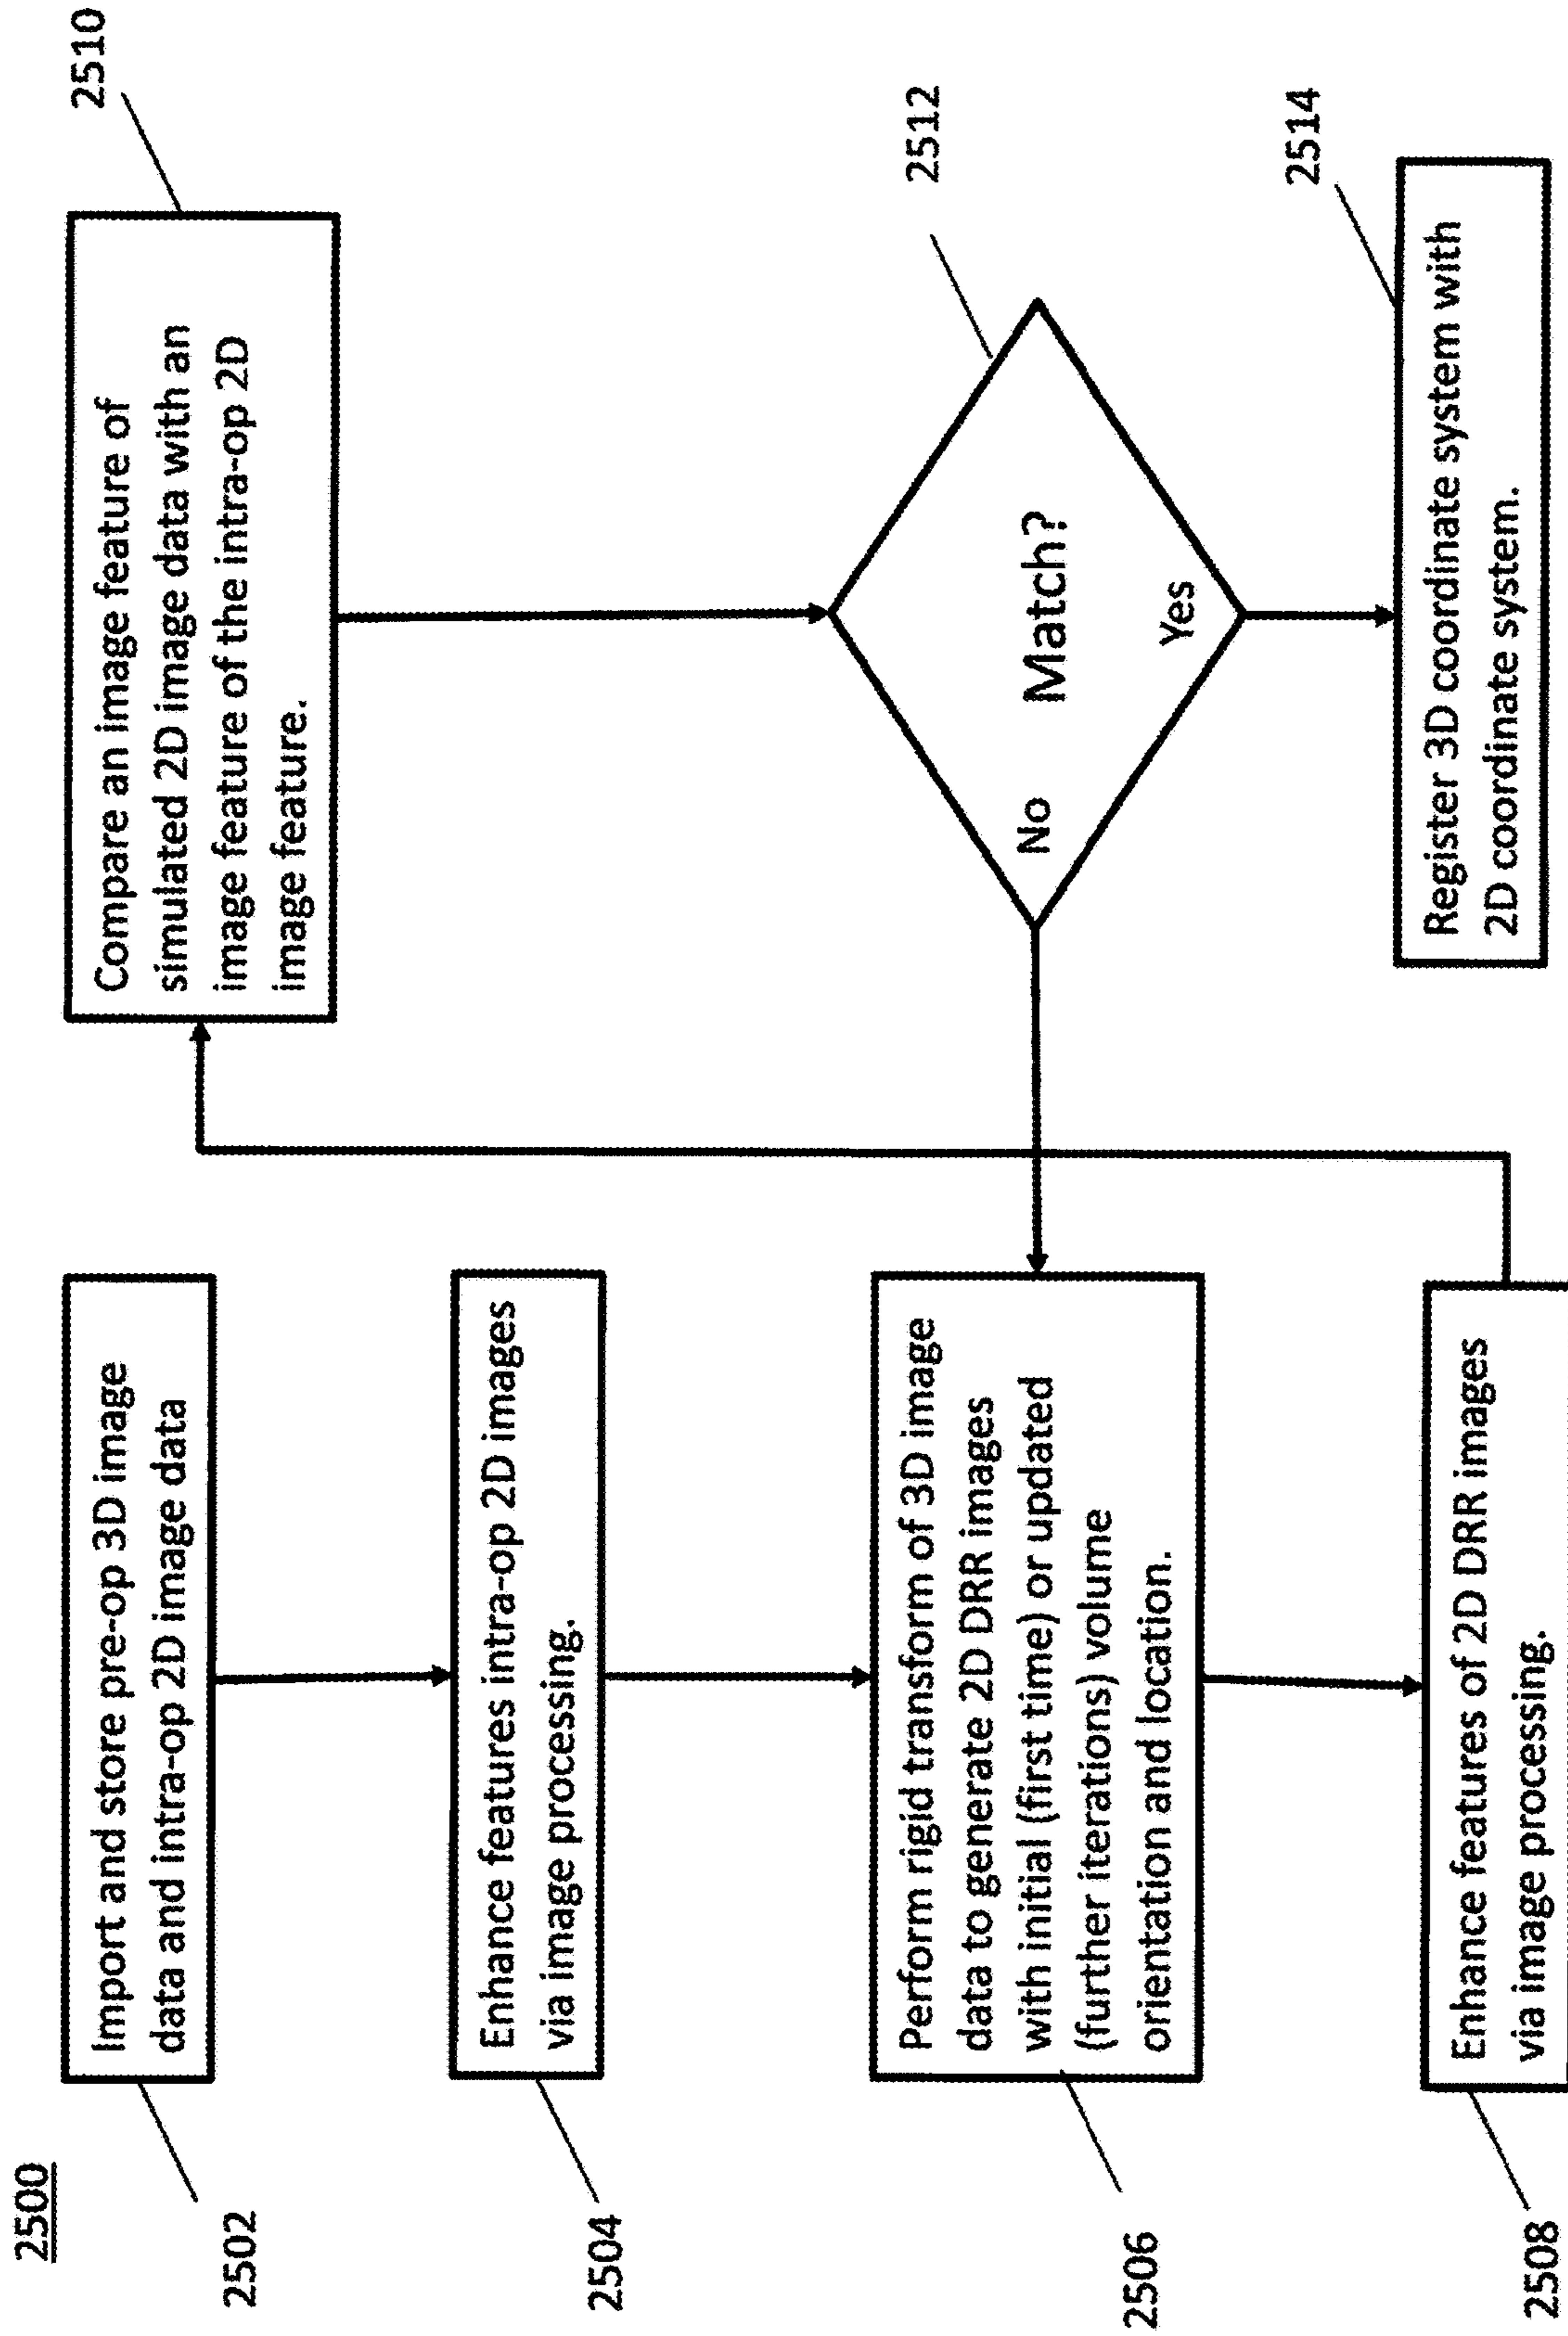 2500
2502
Import and store pre-op 3D image
data and intra-op 2D image data
2504
Enhance features intra-op 2D images
via image processing.
2506
Perform rigid transform of 3D image
data to generate 2D DRR images
with initial (first time) or updated
(further iterations) volume
orientation and location.
2508
Enhance features of 2D DRR images
via image processing.
2510
Compare an image feature of
simulated 2D image data with an
image feature of the intra-op 2D
image feature.
2512
Match?
No
Yes
2514
Register 3D coordinate system with
2D coordinate system.